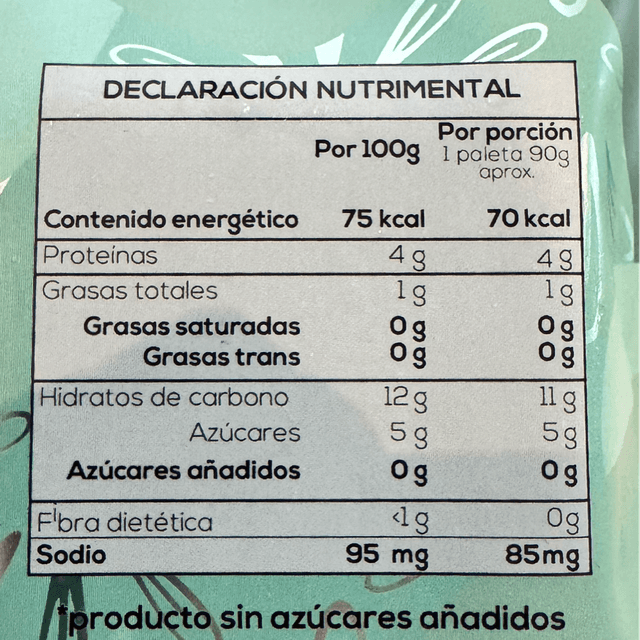 DECLARACIÓN NUTRIMENTAL
Por 100g Por porción
1 paleta 90g
aprox.
Contenido energético 75 kcal 70 kcal
Proteínas 4 g 4 g
Grasas totales 1 g 1 g
Grasas saturadas 0 g 0 g
Grasas trans 0 g 0 g
Hidratos de carbono 12 g 11 g
Azúcares 5 g 5 g
Azúcares añadidos 0 g 0 g
Fibra dietética <1 g 0g
Sodio 95 mg 85mg
*producto sin azúcares añadidos